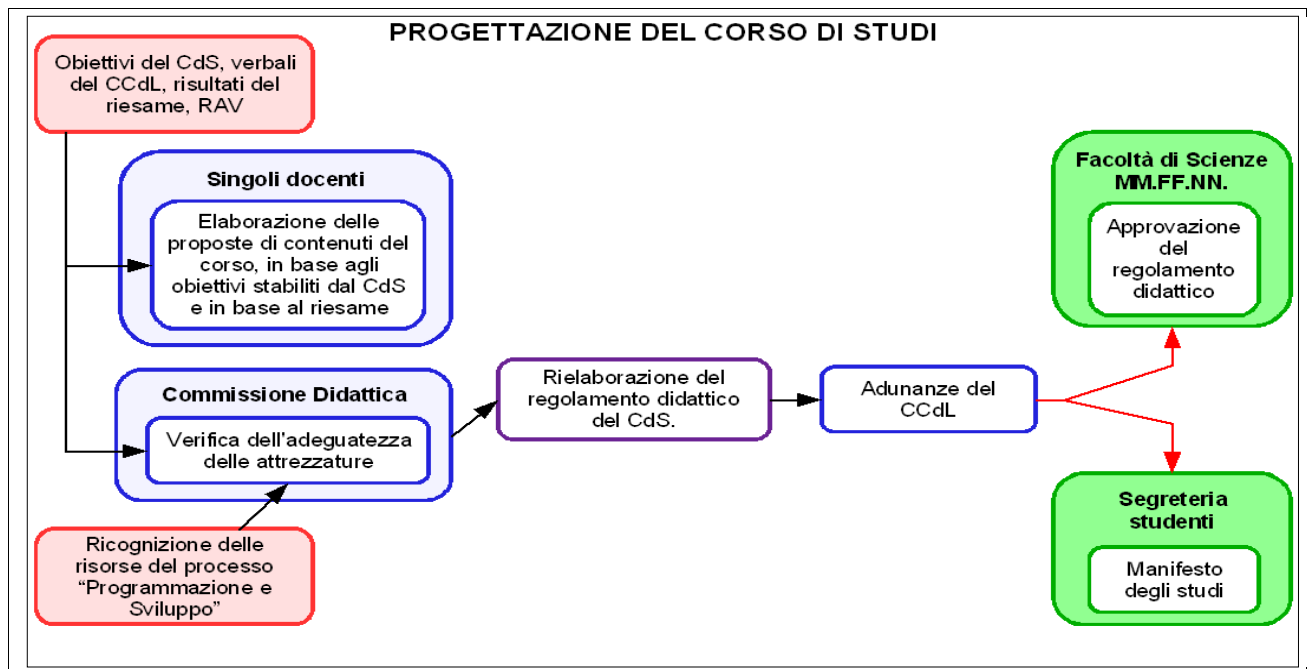 PROGETTAZIONE DEL CORSO DI STUDI
Obiettivi del CdS, verbali
del CCdL, risultati del
riesame, RAV
Singoli docenti
Elaborazione delle
proposte di contenuti del
corso, in base agli
obiettivi stabiliti dal CdS
e in base al riesame
Commissione Didattica
Verifica dell'adeguatezza
delle attrezzature
Ricognizione delle
risorse del processo
“Programmazione e
Sviluppo”
Rielaborazione del
regolamento didattico
del CdS.
Adunanze del
CCdL
Facoltà di Scienze
MM.FF.NN.
Approvazione
del
regolamento
didattico
Segreteria
studenti
Manifesto
degli studi